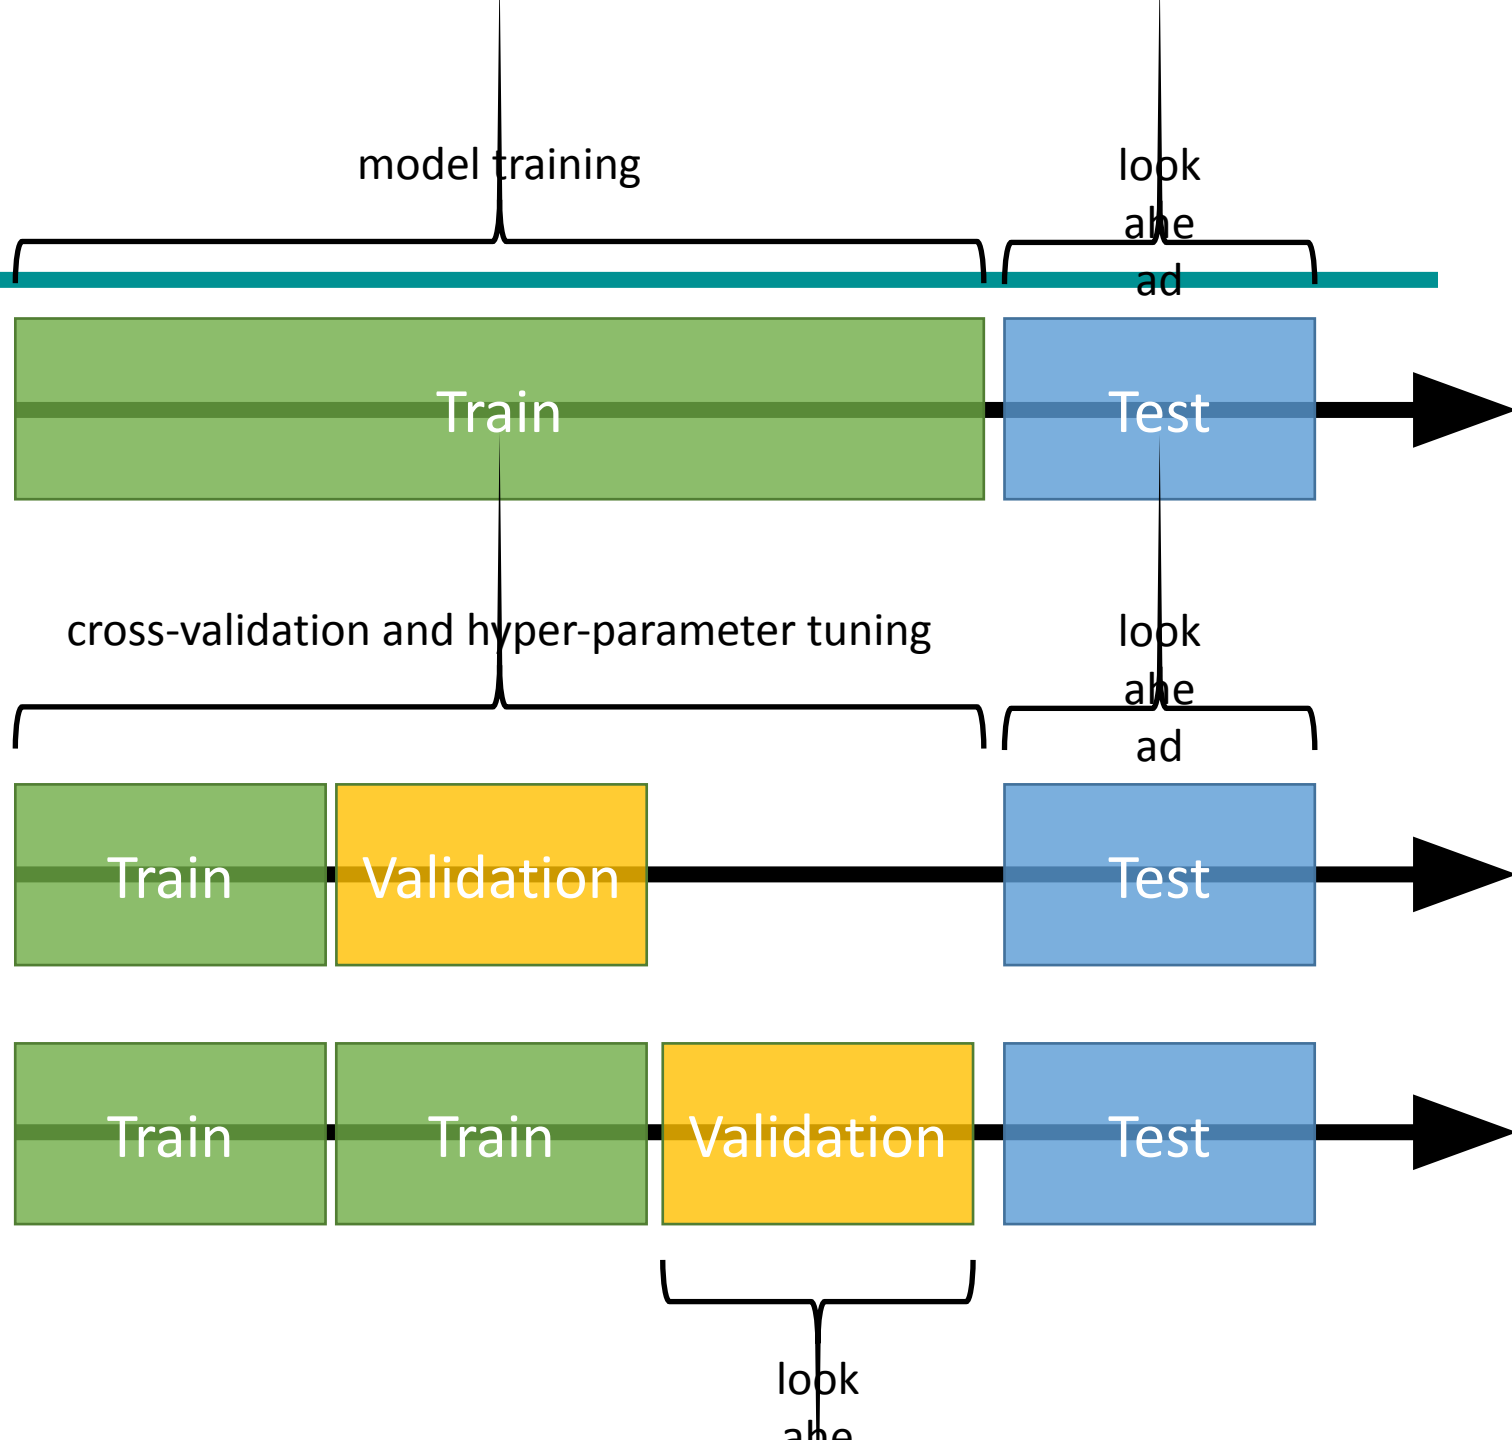 model training
look
ahe
ad
Train
Test
cross-validation and hyper-parameter tuning
look
ahe
ad
Train
Validation
Test
Train
Train
Validation
Test
look
ahe